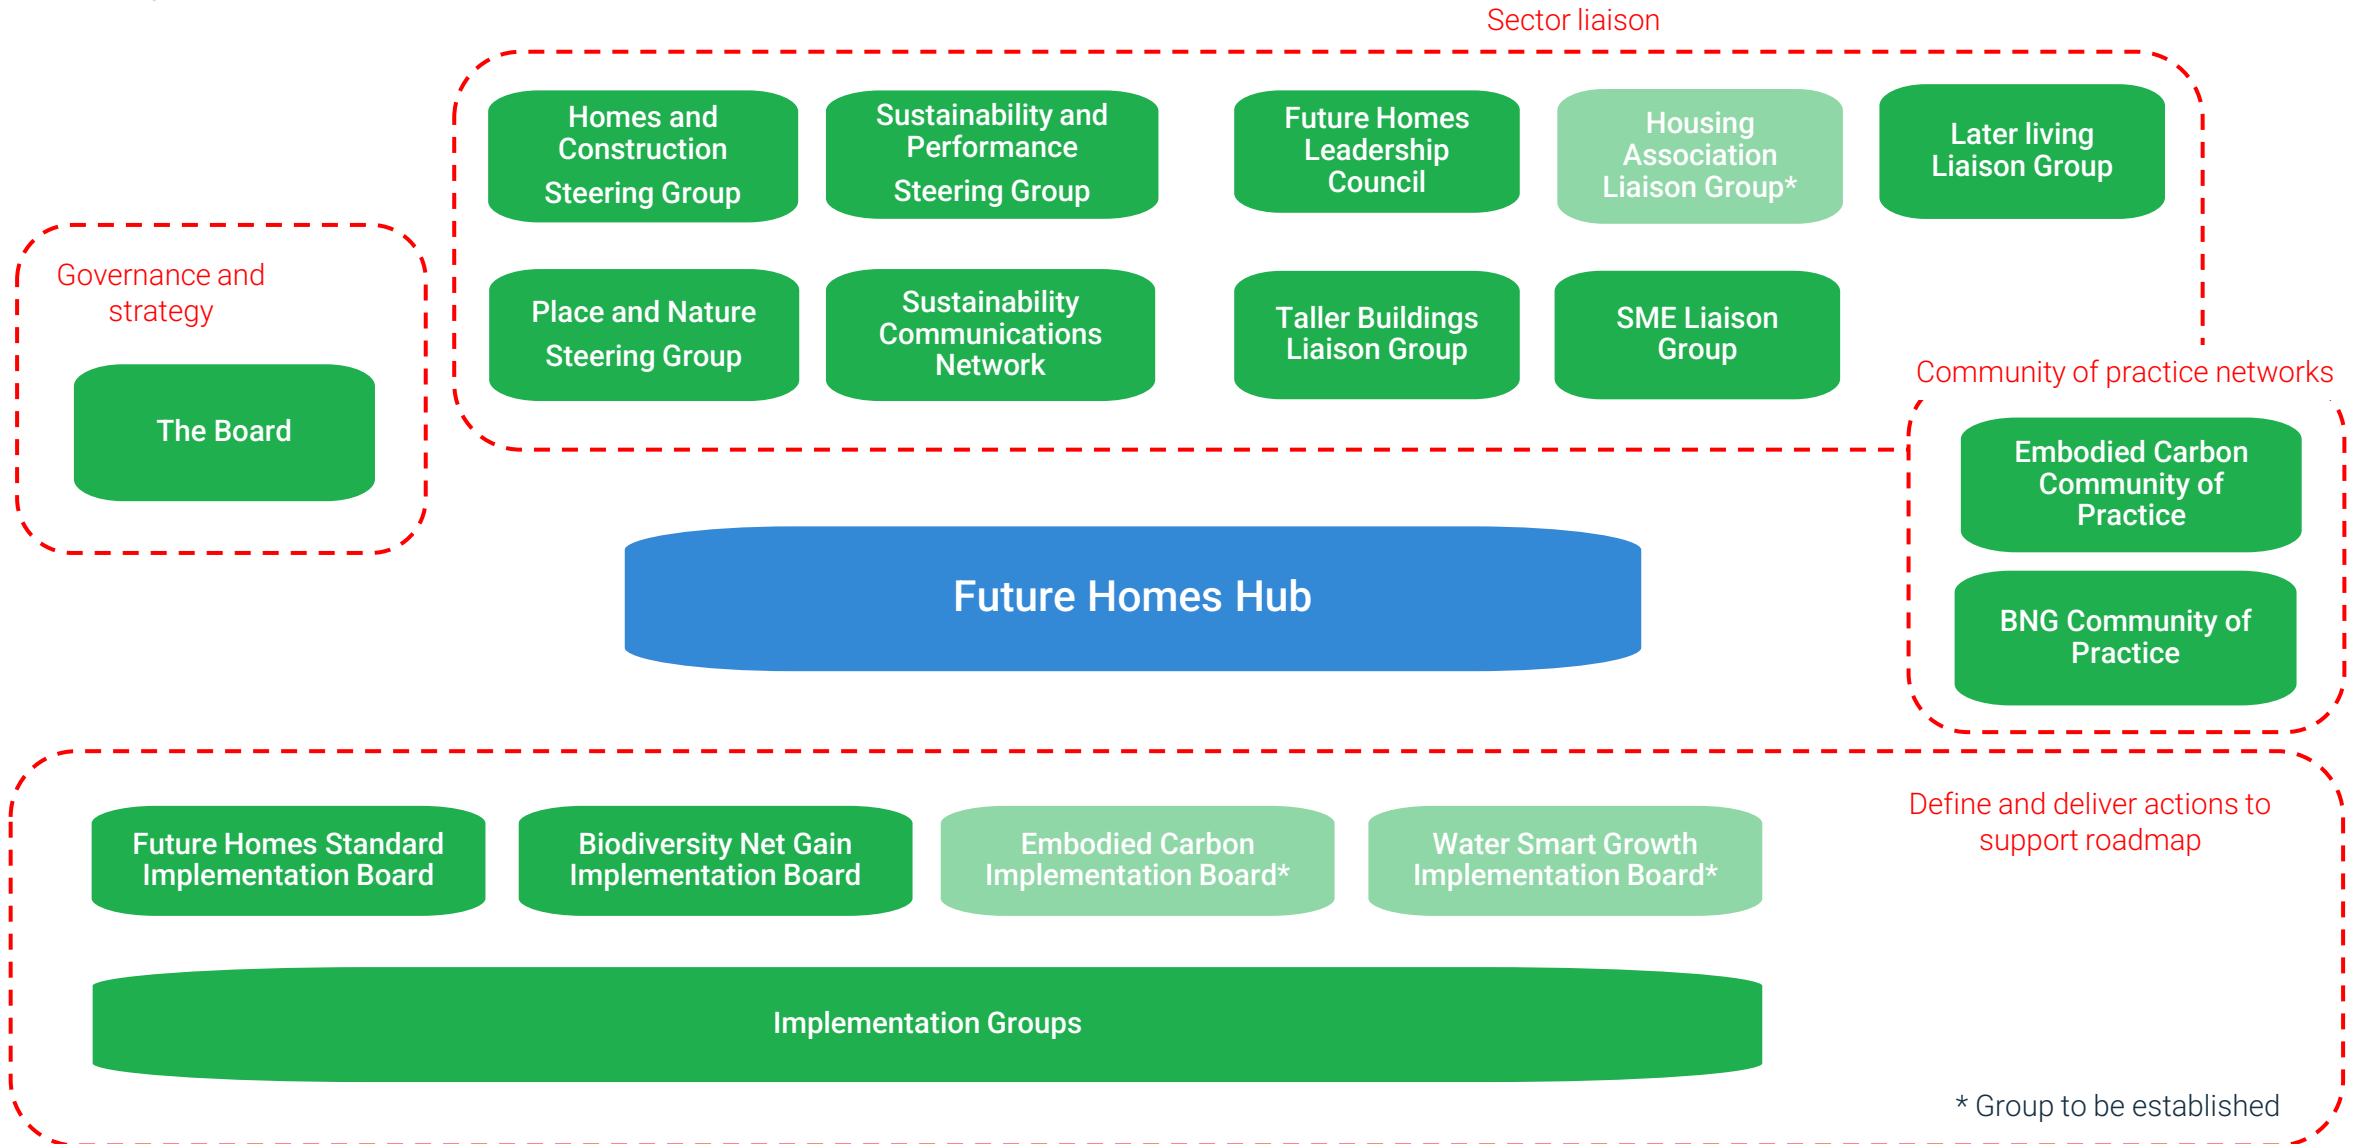 Sector liaison
Homes and
Construction
Steering Group
Sustainability and
Performance
Steering Group
Future Homes
Leadership
Council
Housing
Association
Liaison Group*
Later living
Liaison Group
Governance and
strategy
The Board
Place and Nature
Steering Group
Sustainability
Communications
Network
Taller Buildings
Liaison Group
SME Liaison
Group
Community of practice networks
Embodied Carbon
Community of
Practice
BNG Community of
Practice
Future Homes Hub
Define and deliver actions to
support roadmap
Future Homes Standard
Implementation Board
Biodiversity Net Gain
Implementation Board
Embodied Carbon
Implementation Board*
Water Smart Growth
Implementation Board*
Implementation Groups
* Group to be established